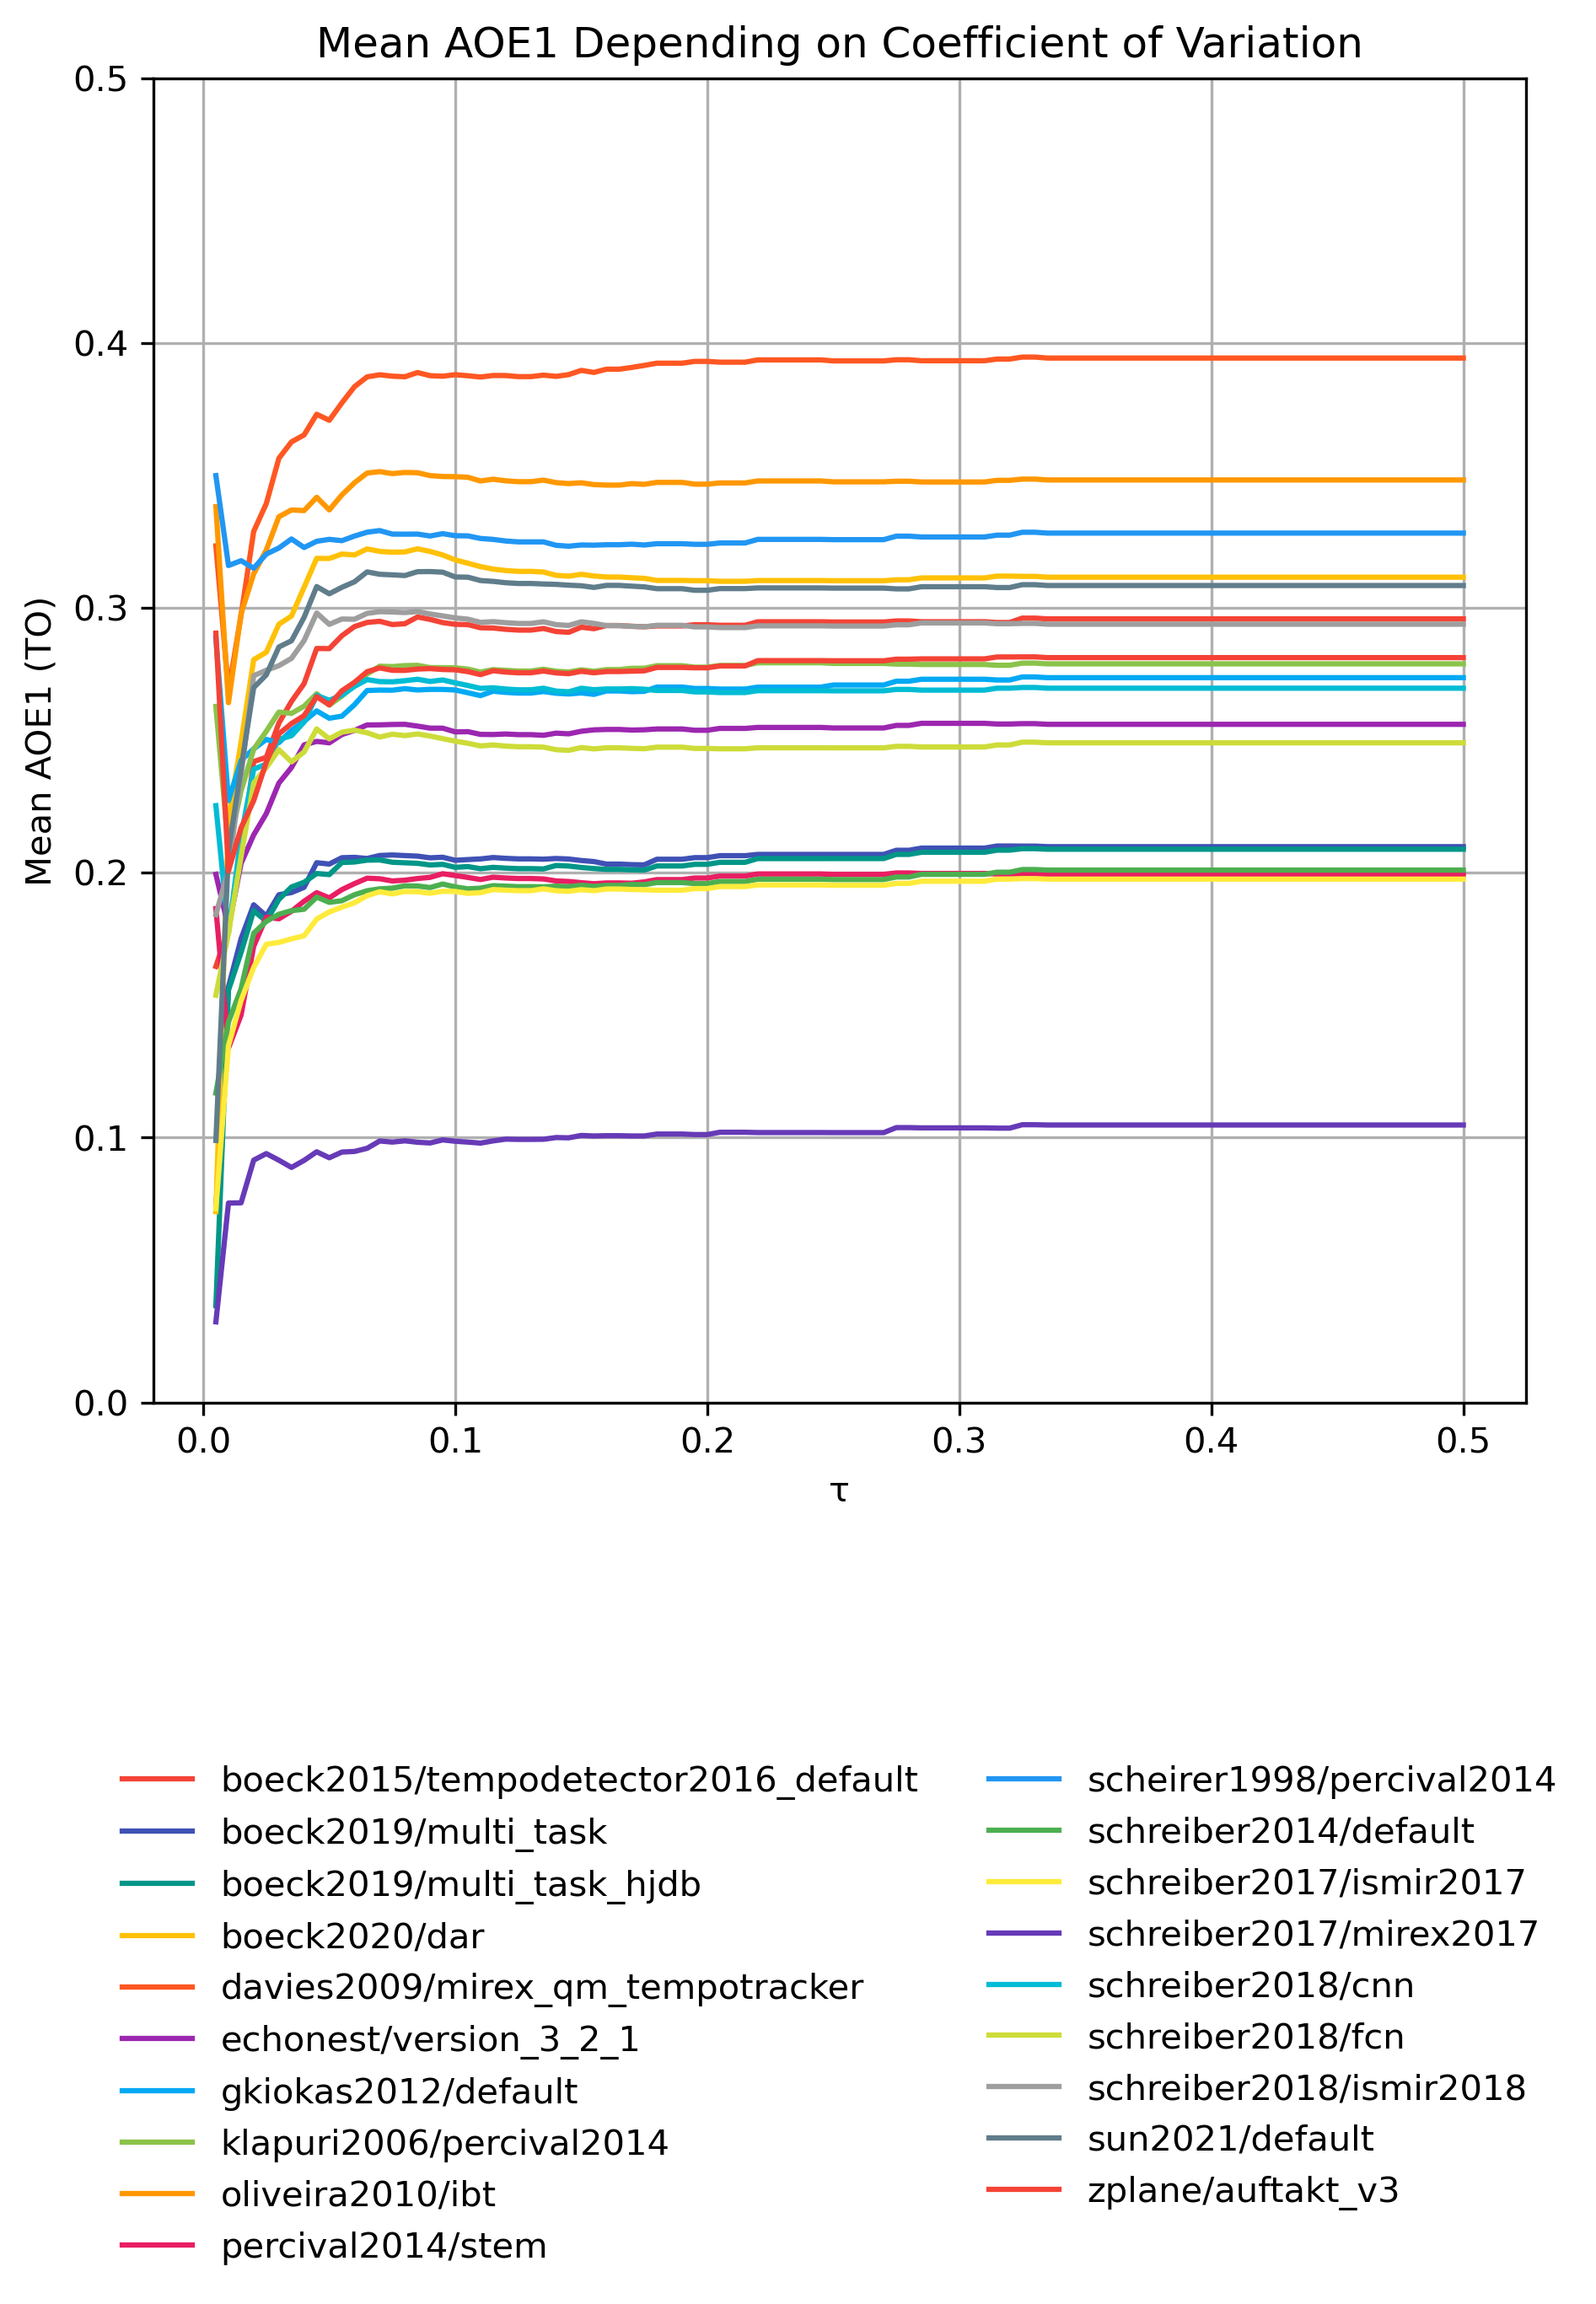 Mean AOE1 Depending on Coefficient of Variation
0.5
0.4
0.3
0.2
0.1
0.0
Mean AOE1 (TO)
0.0 0.1 0.2 0.3 0.4 0.5
τ
boeck2015/tempodetector2016_default
boeck2019/multi_task
boeck2019/multi_task_hjdb
boeck2020/dar
davies2009/mirex_qm_tempotracker
echonest/version_3_2_1
gkiokas2012/default
klapuri2006/percival2014
oliveira2010/ibt
percival2014/stem
scheirer1998/percival2014
schreiber2014/default
schreiber2017/ismir2017
schreiber2017/mirex2017
schreiber2018/cnn
schreiber2018/fcn
schreiber2018/ismir2018
sun2021/default
zplane/auftakt_v3